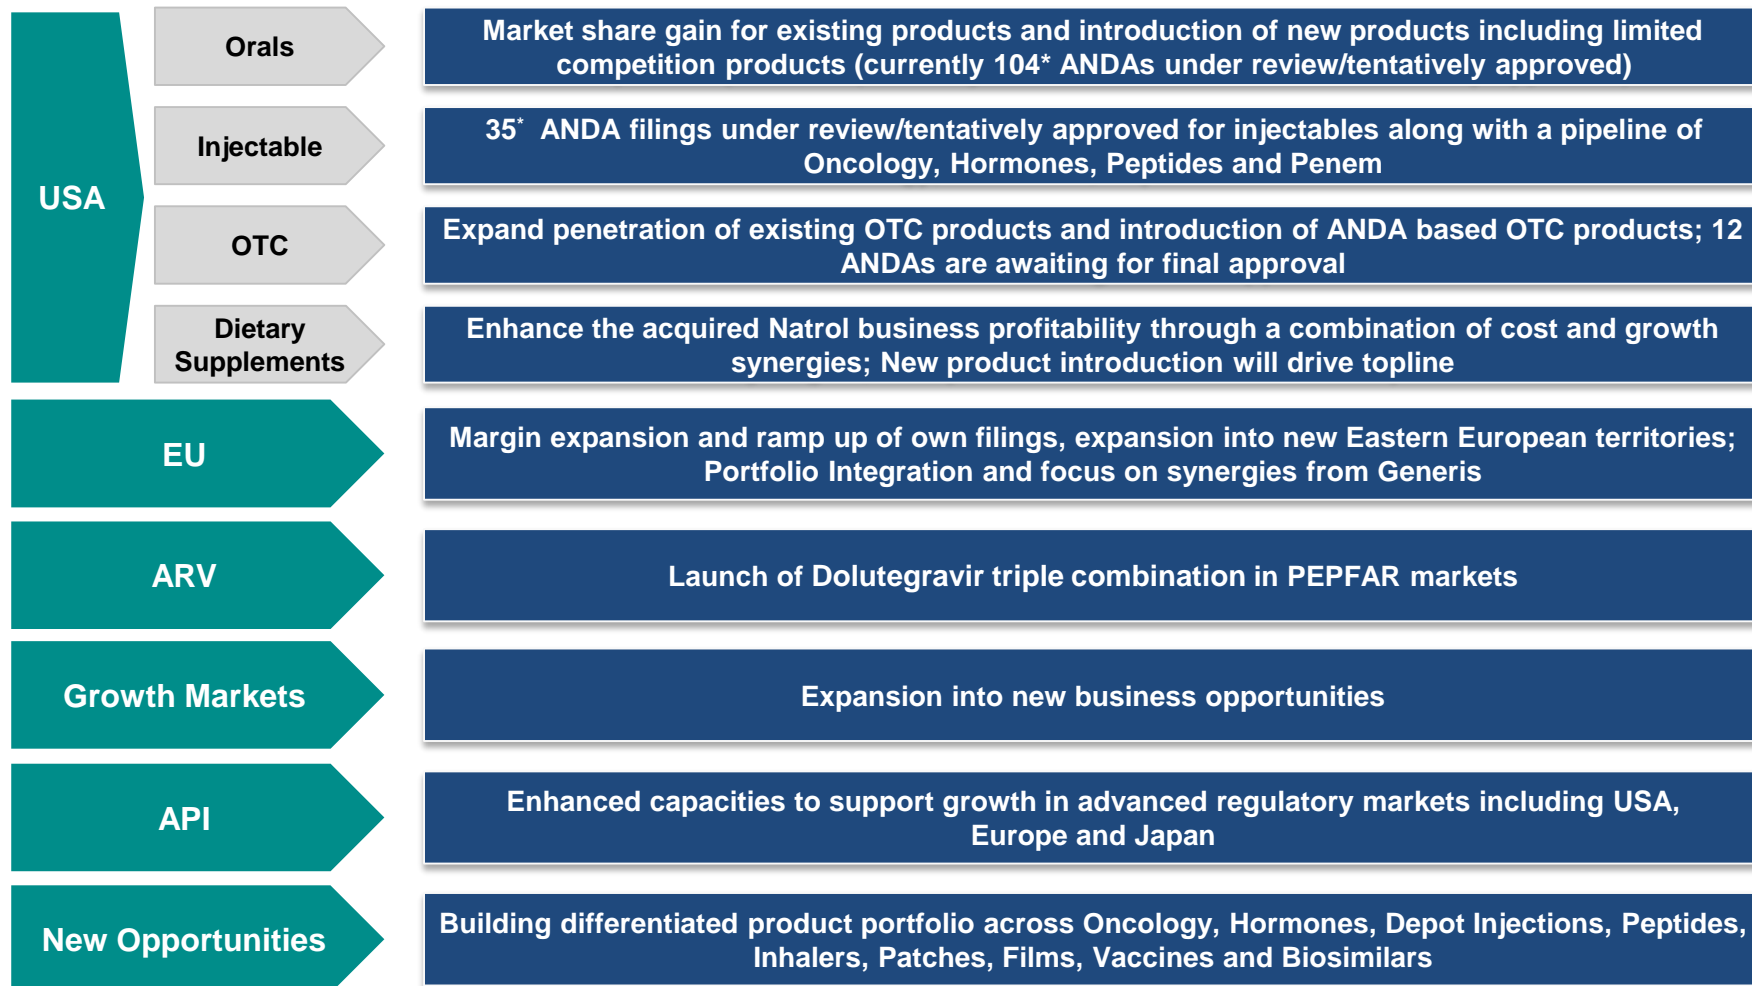 USA
Orals
Market share gain for existing products and introduction of new products including limited
competition products (currently 104* ANDAs under review/tentatively approved)
Injectable
35* ANDA filings under review/tentatively approved for injectables along with a pipeline of
Oncology, Hormones, Peptides and Penem
OTC
Expand penetration of existing OTC products and introduction of ANDA based OTC products; 12
ANDAs are awaiting for final approval
Dietary
Supplements
Enhance the acquired Natrol business profitability through a combination of cost and growth
synergies; New product introduction will drive topline
EU
Margin expansion and ramp up of own filings, expansion into new Eastern European territories;
Portfolio Integration and focus on synergies from Generis
ARV
Launch of Dolutegravir triple combination in PEPFAR markets
Growth Markets
Expansion into new business opportunities
API
Enhanced capacities to support growth in advanced regulatory markets including USA,
Europe and Japan
New Opportunities
Building differentiated product portfolio across Oncology, Hormones, Depot Injections, Peptides,
Inhalers, Patches, Films, Vaccines and Biosimilars